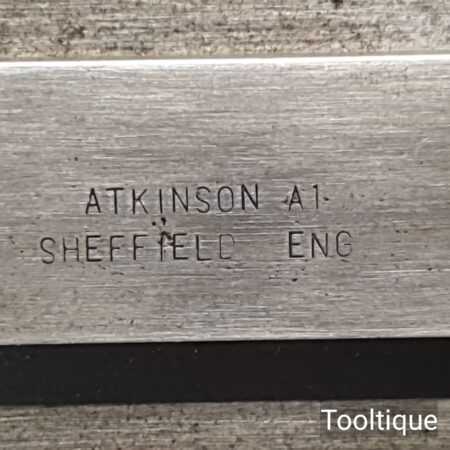 ATKINSON A1
SHEFFIELD ENG
Tooltique